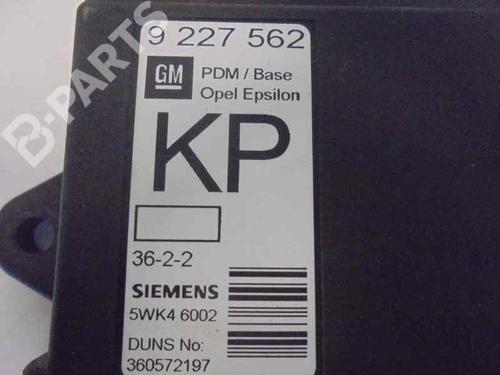 9 227 562
GM
PDM / Base
Opel Epsilon
KP
36-2-2
SIEMENS
5WK4 6002
DUNS No:
360572197
B-PARTS